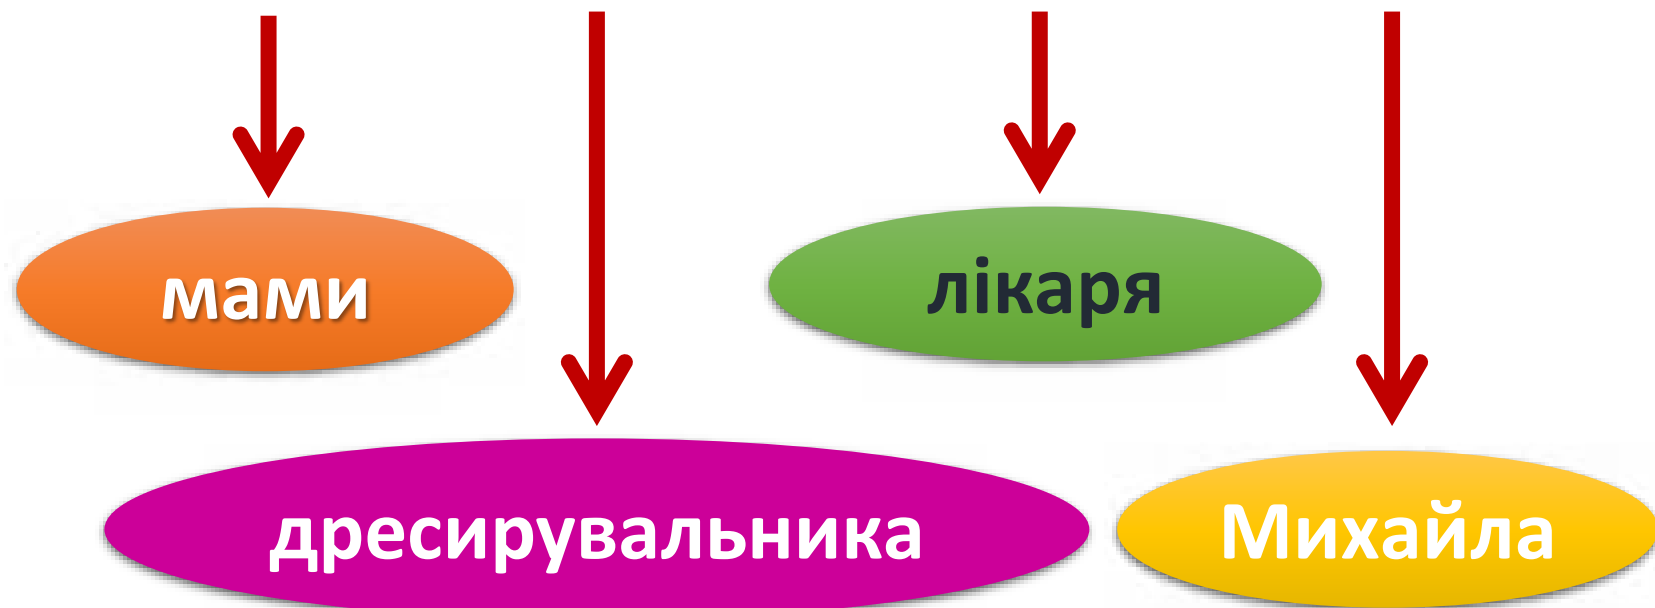 мами
лікаря
дресирувальника
Михайла